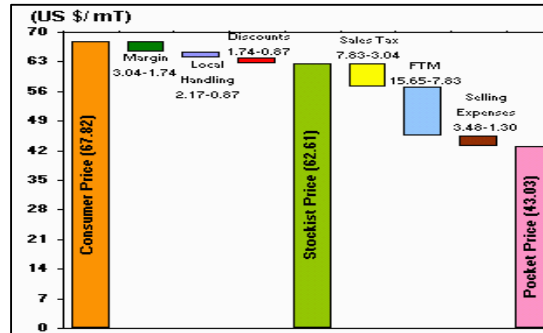 (US $/ mT)
70
63
56
49
42
35
28
21
14
7
0
Consumer Price (67.82)
Margin
3.04-1.74
Local
Handling
2.17-0.87
Discounts
1.74-0.87
Stockist Price (62.61)
Sales Tax
7.83-3.04
FTM
15.65-7.83
Selling
Expenses
3.48-1.30
Pocket Price (43.03)